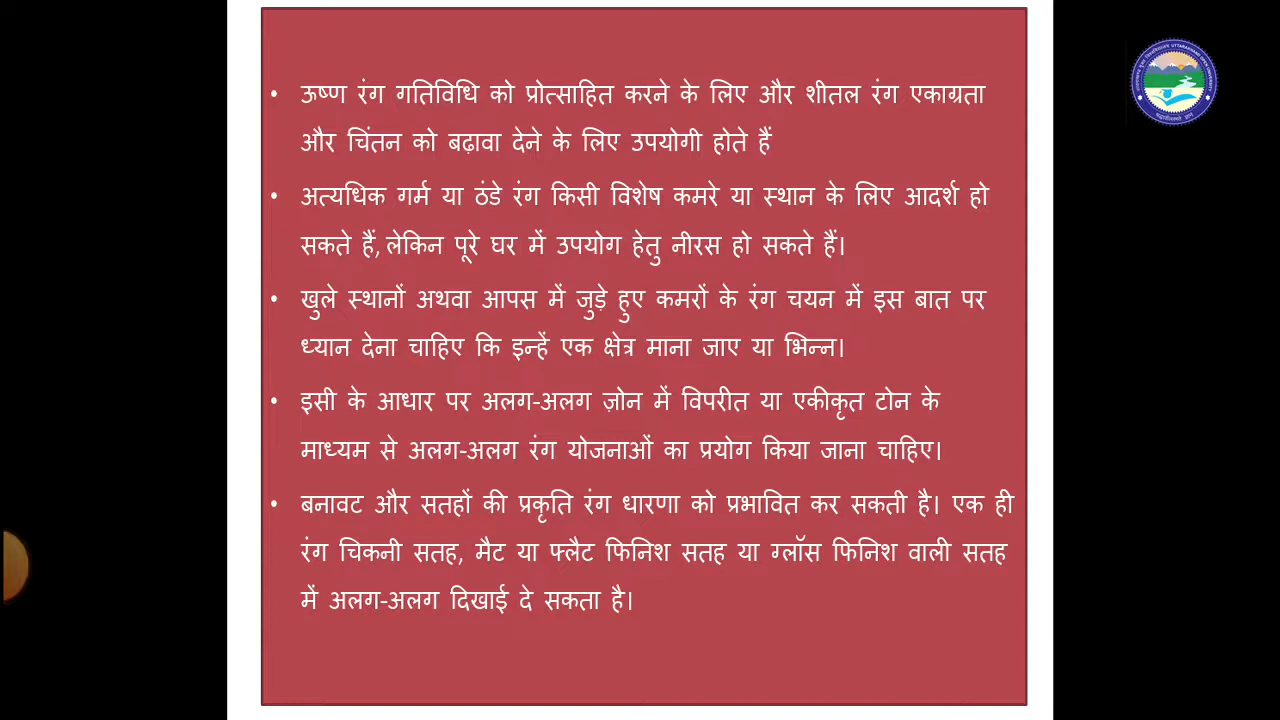 • ऊष्ण रंग गतिविधि को प्रोत्साहित करने के लिए और शीतल रंग एकाग्रता
और चिंतन को बढ़ावा देने के लिए उपयोगी होते हैं
• अत्यधिक गर्म या ठंडे रंग किसी विशेष कमरे या स्थान के लिए आदर्श हो
सकते हैं, लेकिन पूरे घर में उपयोग हेतु नीरस हो सकते हैं।
• खुले स्थानों अथवा आपस में जुड़े हुए कमरों के रंग चयन में इस बात पर
ध्यान देना चाहिए कि इन्हें एक क्षेत्र माना जाए या भिन्न।
• इसी के आधार पर अलग-अलग ज़ोन में विपरीत या एकीकृत टोन के
माध्यम से अलग-अलग रंग योजनाओं का प्रयोग किया जाना चाहिए।
• बनावट और सतहों की प्रकृति रंग धारणा को प्रभावित कर सकती है। एक ही
रंग चिकनी सतह, मैट या फ्लैट फिनिश सतह या ग्लॉस फिनिश वाली सतह
में अलग-अलग दिखाई दे सकता है।